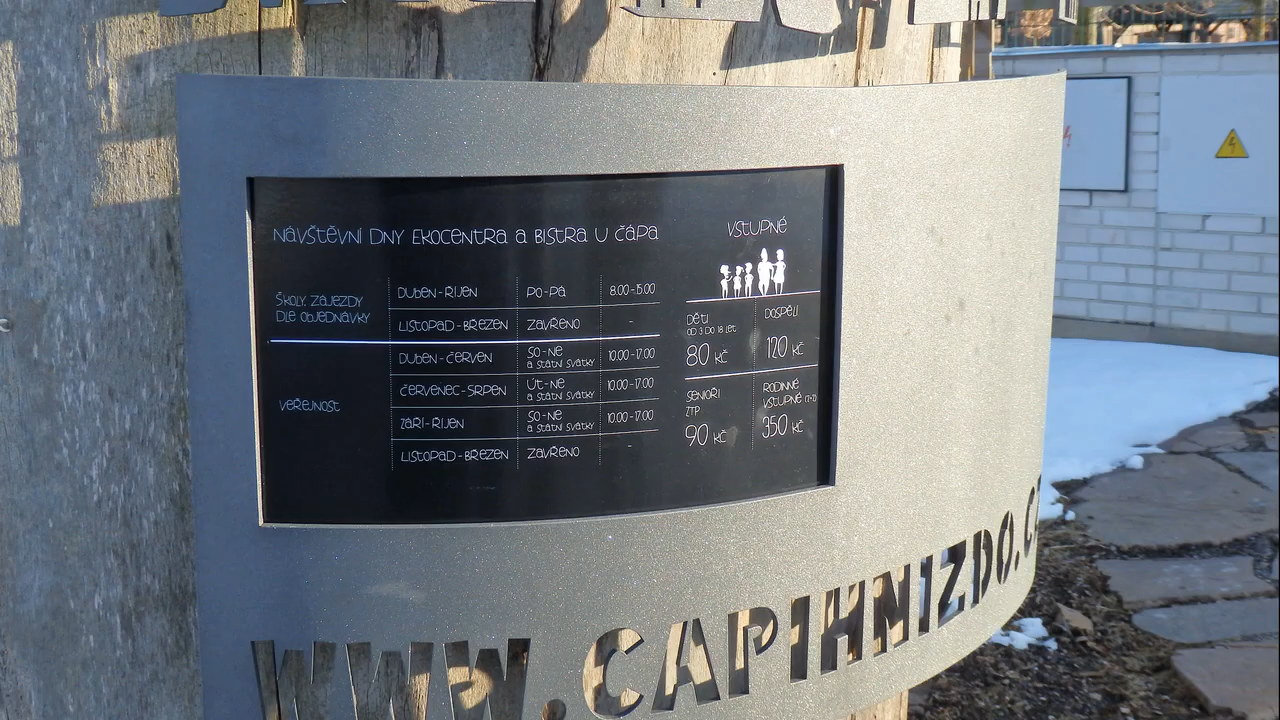 NÁVŠTĚVNÍ DNY EKOCENTRA A BISTRA U ČÁPA
ŠKOLY, ZÁJEZDY
DLE OBJEDNÁVKY
DUBEN-ŘÍJEN PO-PÁ 8.00-15.00
LISTOPAD-BŘEZEN ZAVŘENO -
VEŘEJNOST
DUBEN-ČERVEN SO-NE
A STÁTNÍ SVÁTKY 10.00-17.00
ČERVENEC-SRPEN ÚT-NE
A STÁTNÍ SVÁTKY 10.00-17.00
ZÁŘÍ-ŘÍJEN SO-NE
A STÁTNÍ SVÁTKY 10.00-17.00
LISTOPAD-BŘEZEN ZAVŘENO -
VSTUPNÉ
DĚTI
OD 3 DO 18 LET
80 KČ
DOSPĚLÍ
120 KČ
SENIOŘI
ZTP
90 KČ
RODINNÉ
VSTUPNÉ
350 KČ
WWW.CAPIHNIZDO.CZ